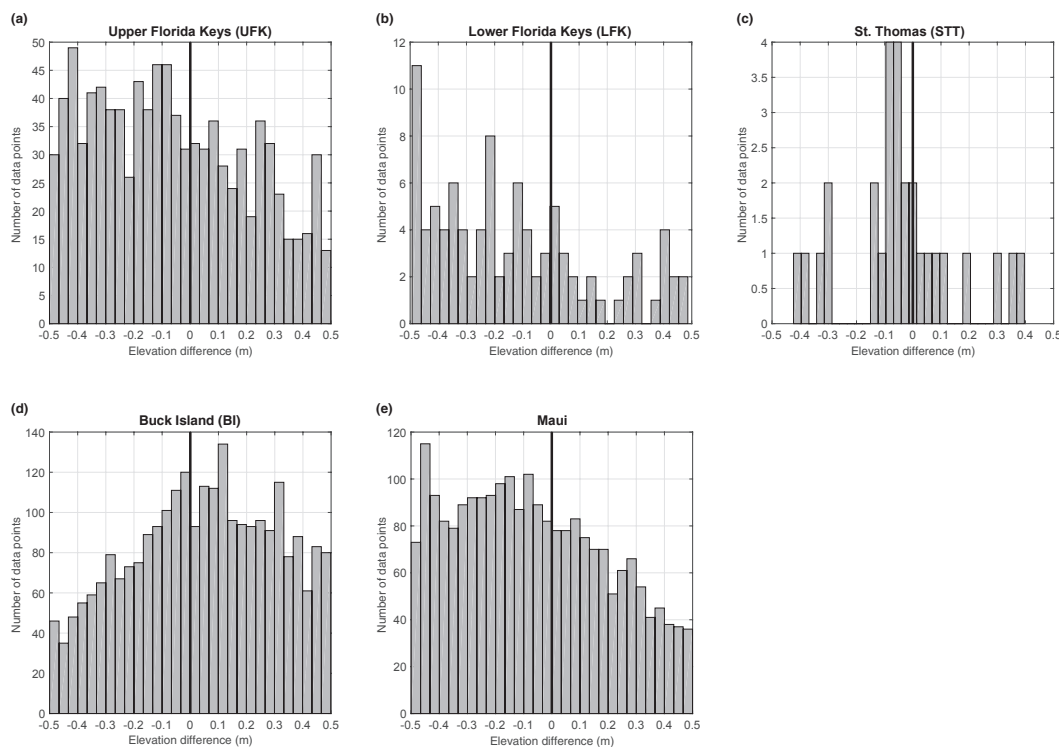 (a)
Upper Florida Keys (UFK)
50
45
40
35
30
25
20
15
10
5
0
Number of data points
-0.5 -0.4 -0.3 -0.2 -0.1 0 0.1 0.2 0.3 0.4 0.5
Elevation difference (m)
(b)
Lower Florida Keys (LFK)
12
10
8
6
4
2
0
Number of data points
-0.5 -0.4 -0.3 -0.2 -0.1 0 0.1 0.2 0.3 0.4 0.5
Elevation difference (m)
(c)
St. Thomas (STT)
4
3.5
3
2.5
2
1.5
1
0.5
0
Number of data points
-0.5 -0.4 -0.3 -0.2 -0.1 0 0.1 0.2 0.3 0.4 0.5
Elevation difference (m)
(d)
Buck Island (BI)
140
120
100
80
60
40
20
0
Number of data points
-0.5 -0.4 -0.3 -0.2 -0.1 0 0.1 0.2 0.3 0.4 0.5
Elevation difference (m)
(e)
Maui
120
100
80
60
40
20
0
Number of data points
-0.5 -0.4 -0.3 -0.2 -0.1 0 0.1 0.2 0.3 0.4 0.5
Elevation difference (m)